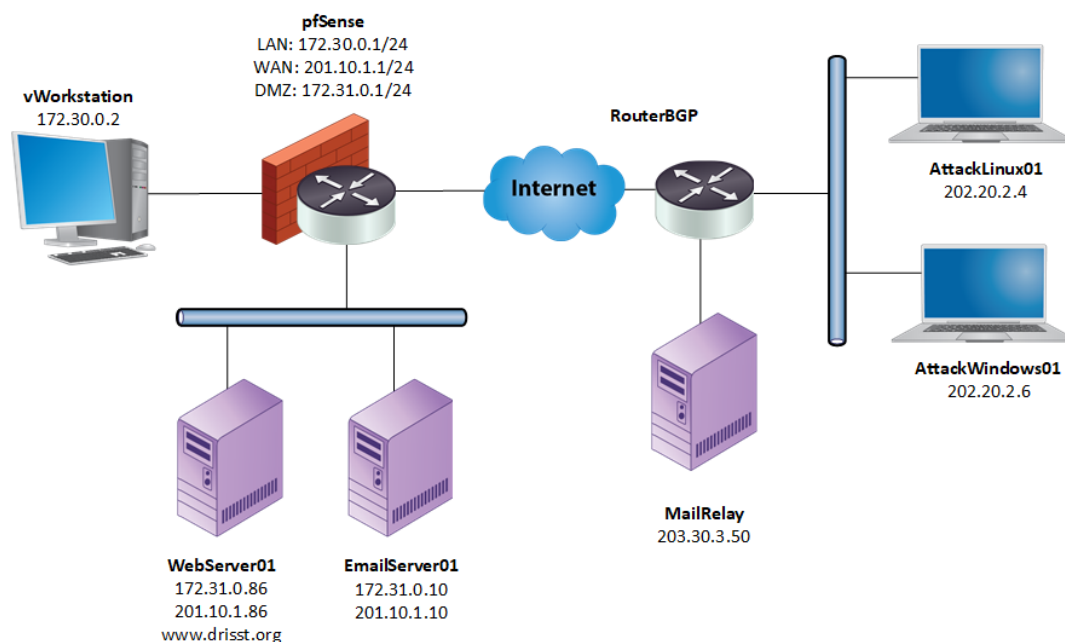 pfSense
LAN: 172.30.0.1/24
WAN: 201.10.1.1/24
DMZ: 172.31.0.1/24
vWorkstation
172.30.0.2
RouterBGP
Internet
AttackLinux01
202.20.2.4
AttackWindows01
202.20.2.6
MailRelay
203.30.3.50
WebServer01
172.31.0.86
201.10.1.86
www.drisst.org
EmailServer01
172.31.0.10
201.10.1.10